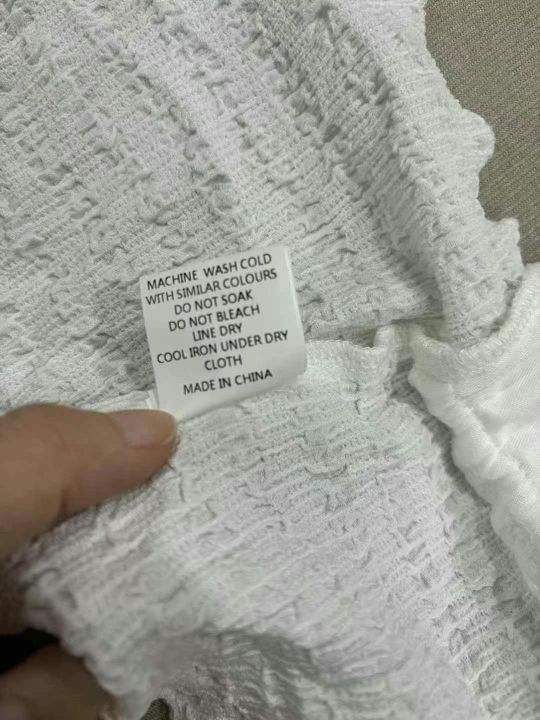 MACHINE WASH COLD
WITH SIMILAR COLOURS
DO NOT SOAK
DO NOT BLEACH
LINE DRY
COOL IRON UNDER DRY
CLOTH
MADE IN CHINA